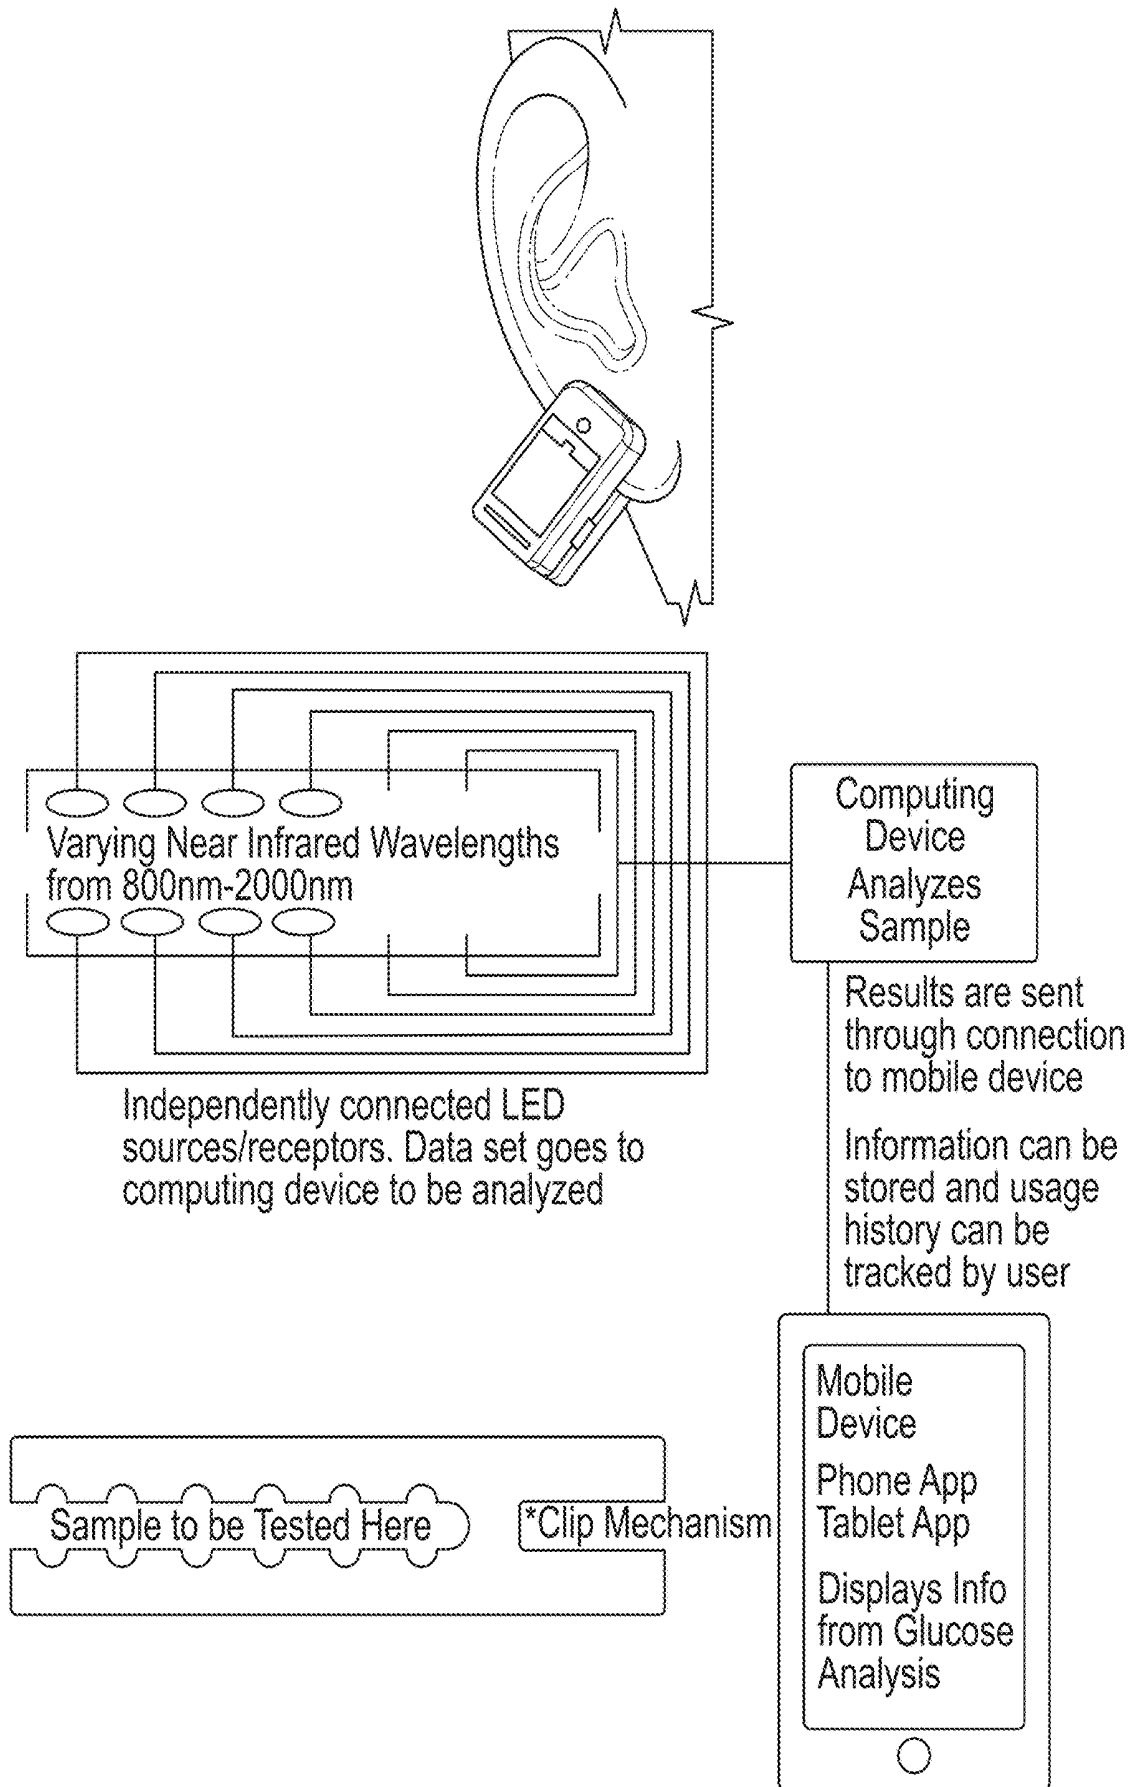 Varying Near Infrared Wavelengths
from 800nm-2000nm
Computing
Device
Analyzes
Sample
Results are sent
through connection
to mobile device
Information can be
stored and usage
history can be
tracked by user
Independently connected LED
sources/receptors. Data set goes to
computing device to be analyzed
Sample to be Tested Here
*Clip Mechanism
Mobile
Device
Phone App
Tablet App
Displays Info
from Glucose
Analysis